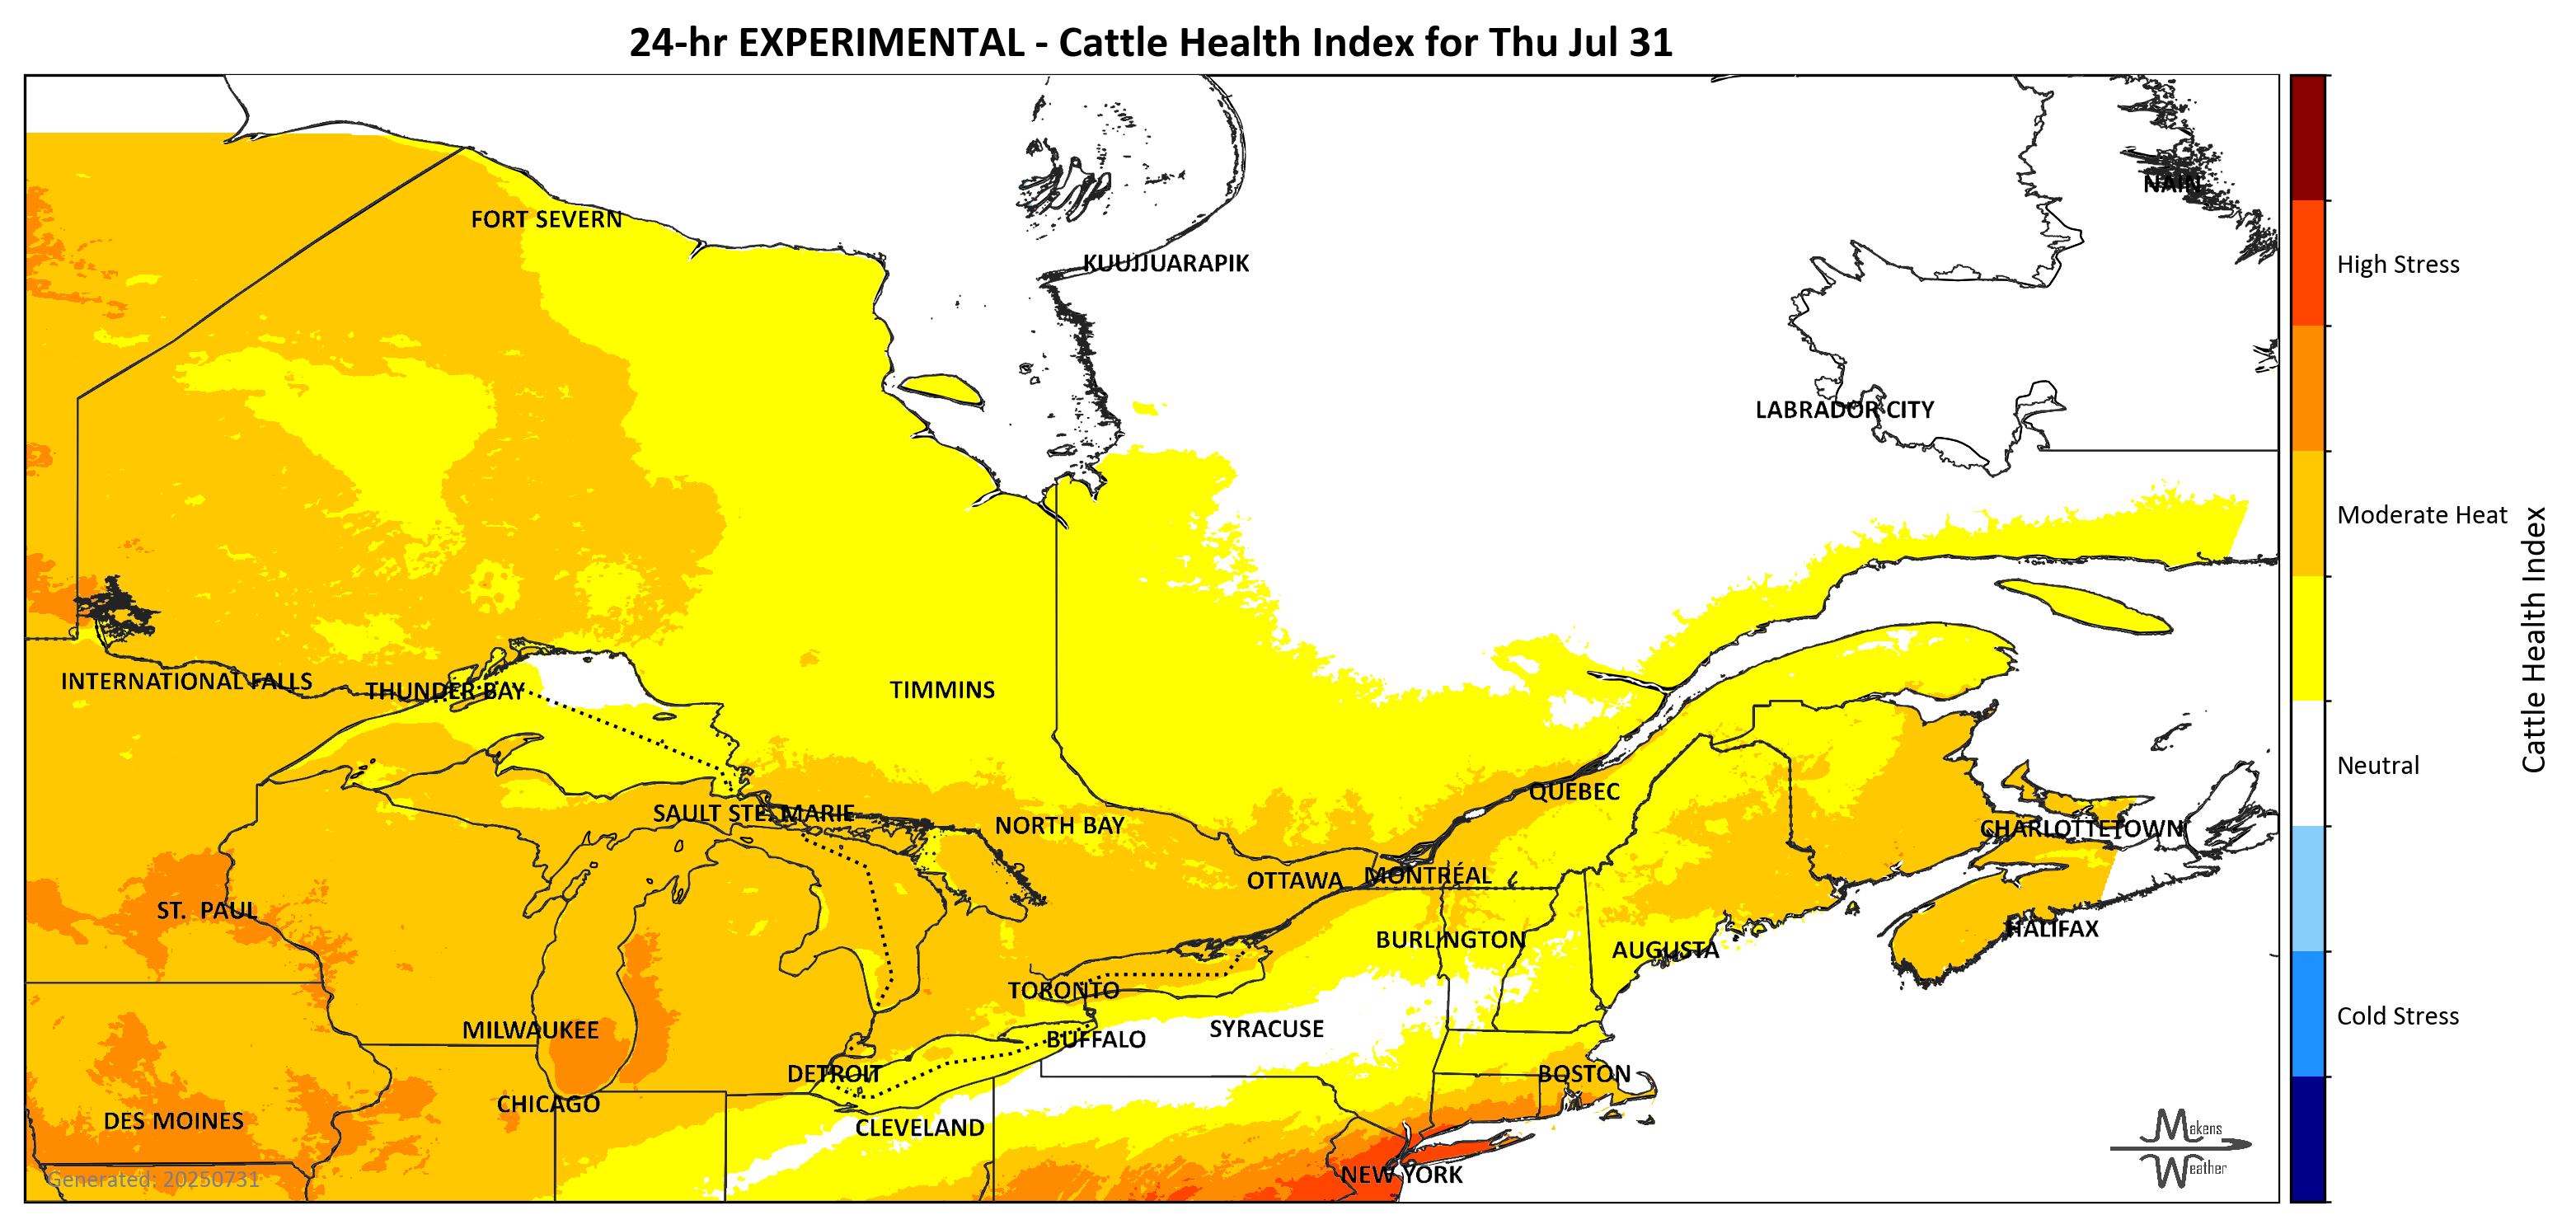 24-hr EXPERIMENTAL - Cattle Health Index for Thu Jul 31
NAIN
FORT SEVERN
KUUJJUARAPIK
High Stress
LABRADOR CITY
Moderate Heat
Cattle Health Index
INTERNATIONAL FALLS
THUNDER BAY
TIMMINS
Neutral
QUEBEC
SAULT STE. MARIE
NORTH BAY
CHARLOTTETOWN
OTTAWA
MONTRÉAL
ST. PAUL
HALIFAX
BURLINGTON
AUGUSTA
TORONTO
Cold Stress
MILWAUKEE
SYRACUSE
BUFFALO
DETROIT
BOSTON
CHICAGO
DES MOINES
CLEVELAND
Makens
Weather
NEW YORK
Generated: 20250731